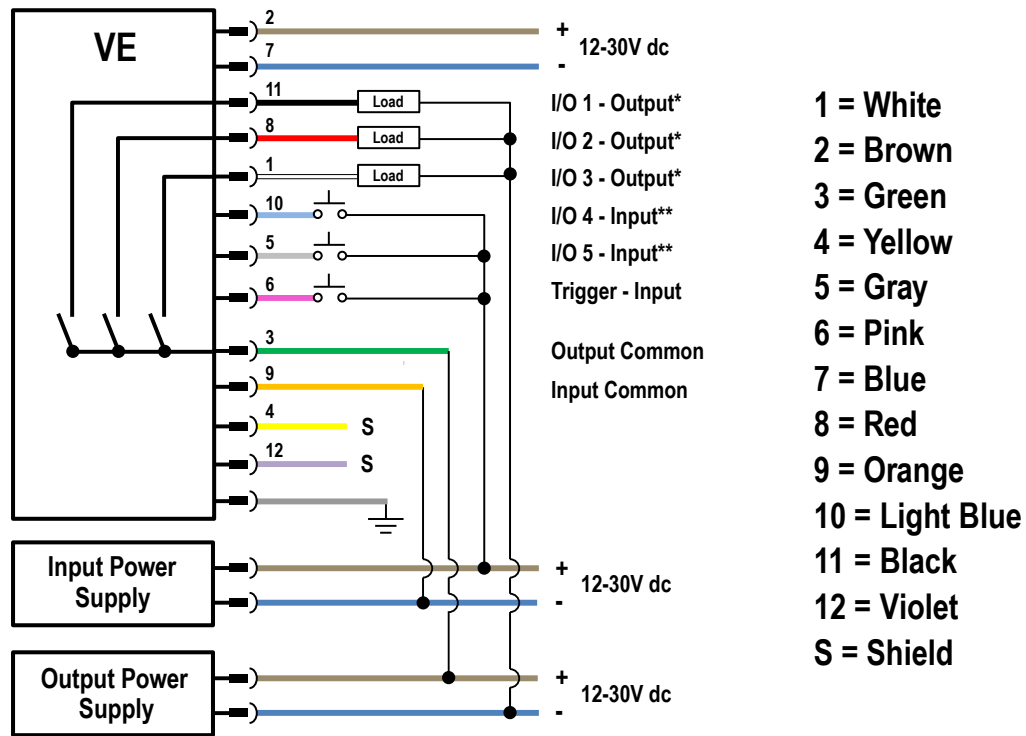 VE
2
+
12-30V dc
7
-
11
Load
I/O 1 - Output*
8
Load
I/O 2 - Output*
1
Load
I/O 3 - Output*
10
I/O 4 - Input**
5
I/O 5 - Input**
6
Trigger - Input
3
Output Common
9
Input Common
4
S
12
S
Input Power
Supply
+
12-30V dc
-
Output Power
Supply
+
12-30V dc
-
1 = White
2 = Brown
3 = Green
4 = Yellow
5 = Gray
6 = Pink
7 = Blue
8 = Red
9 = Orange
10 = Light Blue
11 = Black
12 = Violet
S = Shield